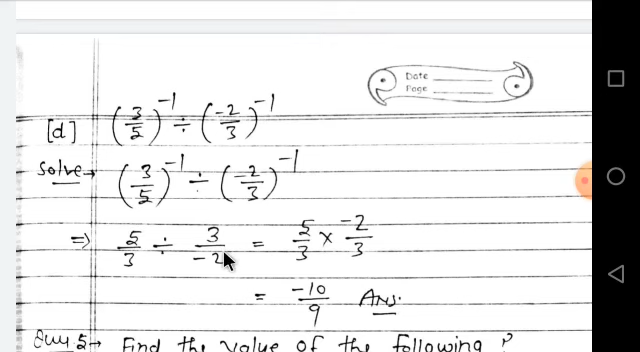 Date
Page
[d] (3/5)^-1 ÷ (-2/3)^-1
Solve→ (3/5)^-1 ÷ (-2/3)^-1
⇒ 5/3 ÷ 3/-2 = 5/3 × -2/3
= -10/9 Ans.
5→ Find the value of the following ?